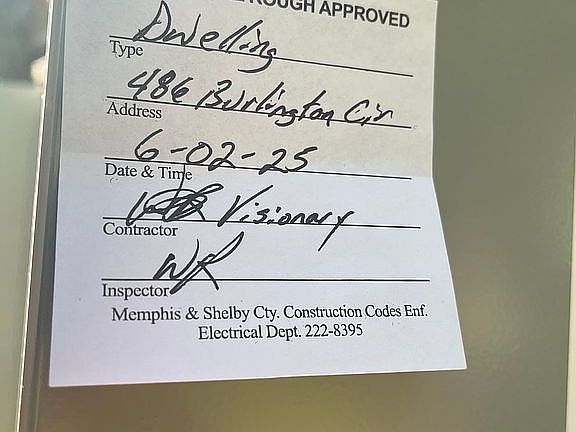 ROUGH APPROVED
Dwelling
Type
486 Burlington Cir
Address
6-02-25
Date & Time
Visionary
Contractor
WR
Inspector
Memphis & Shelby Cty. Construction Codes Enf.
Electrical Dept. 222-8395